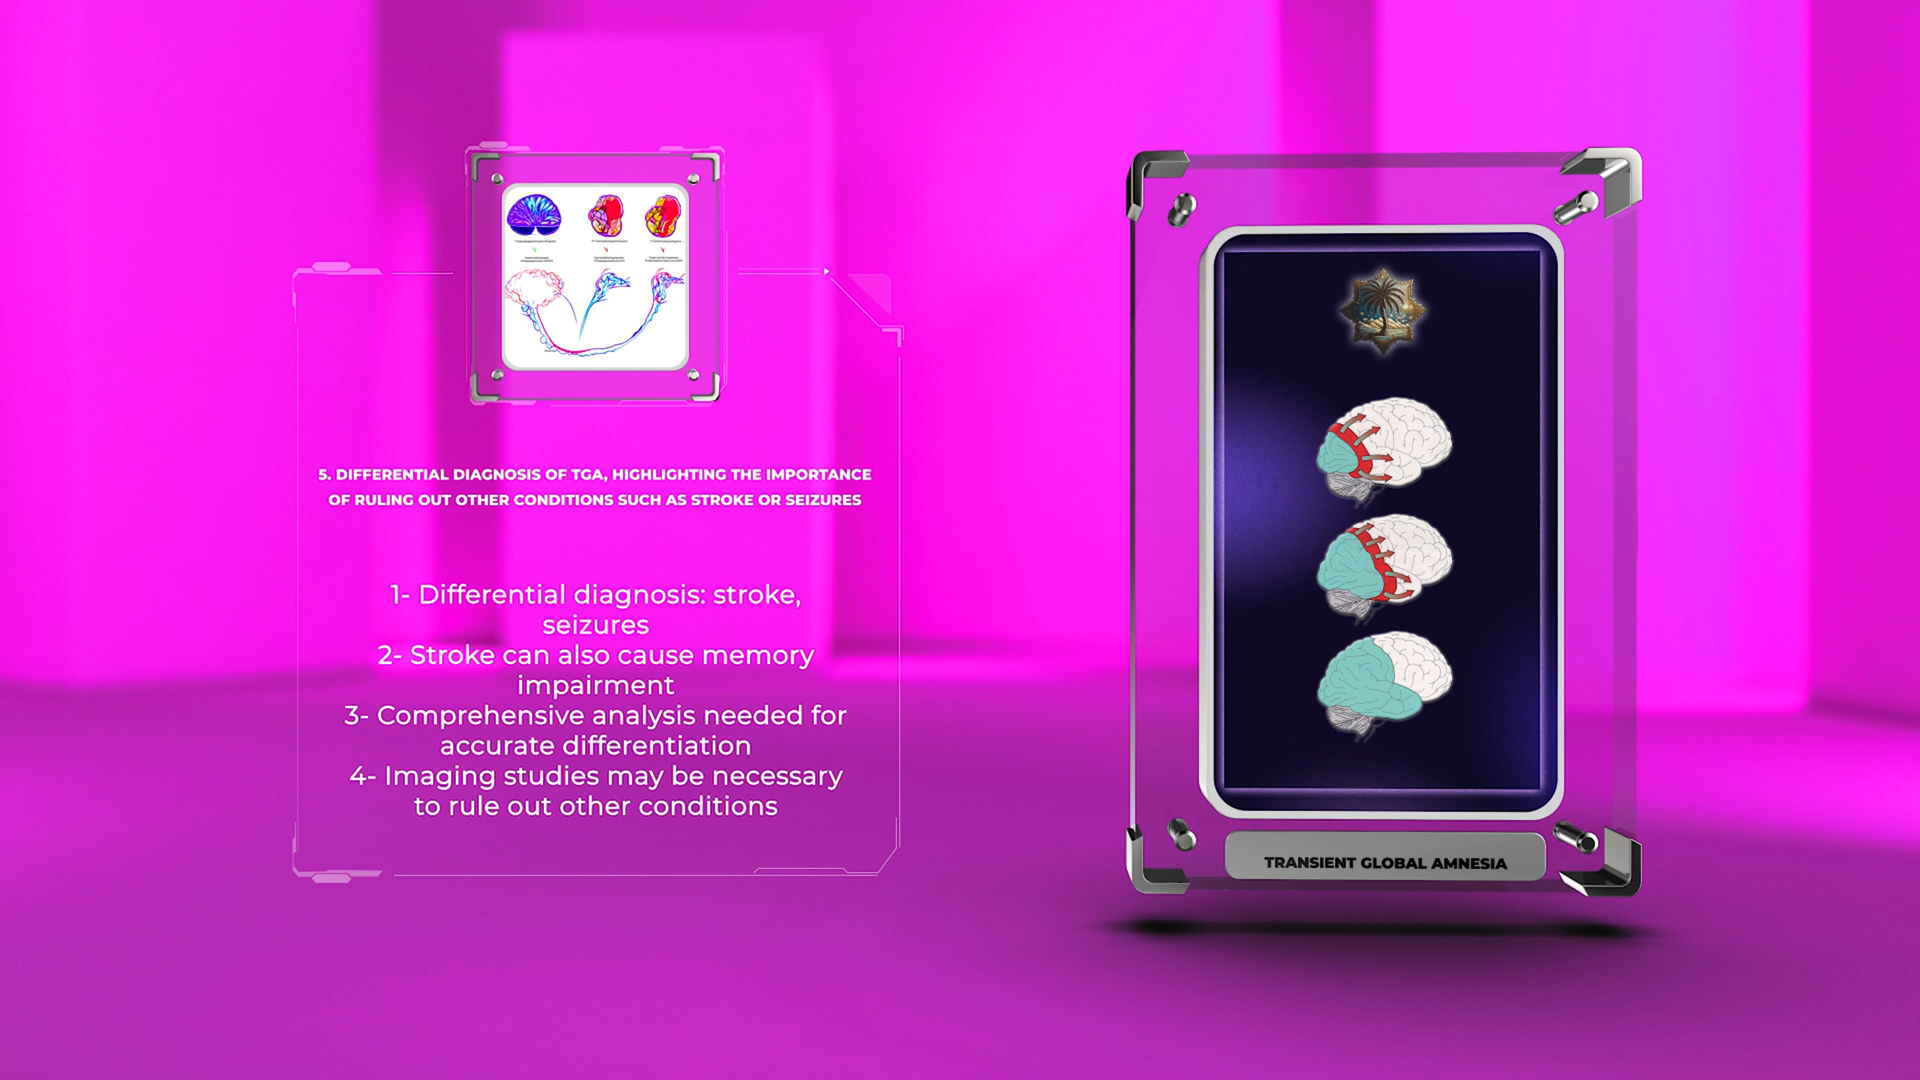 5. DIFFERENTIAL DIAGNOSIS OF TGA, HIGHLIGHTING THE IMPORTANCE
OF RULING OUT OTHER CONDITIONS SUCH AS STROKE OR SEIZURES
1- Differential diagnosis: stroke,
seizures
2- Stroke can also cause memory
impairment
3- Comprehensive analysis needed for
accurate differentiation
4- Imaging studies may be necessary
to rule out other conditions
TRANSIENT GLOBAL AMNESIA